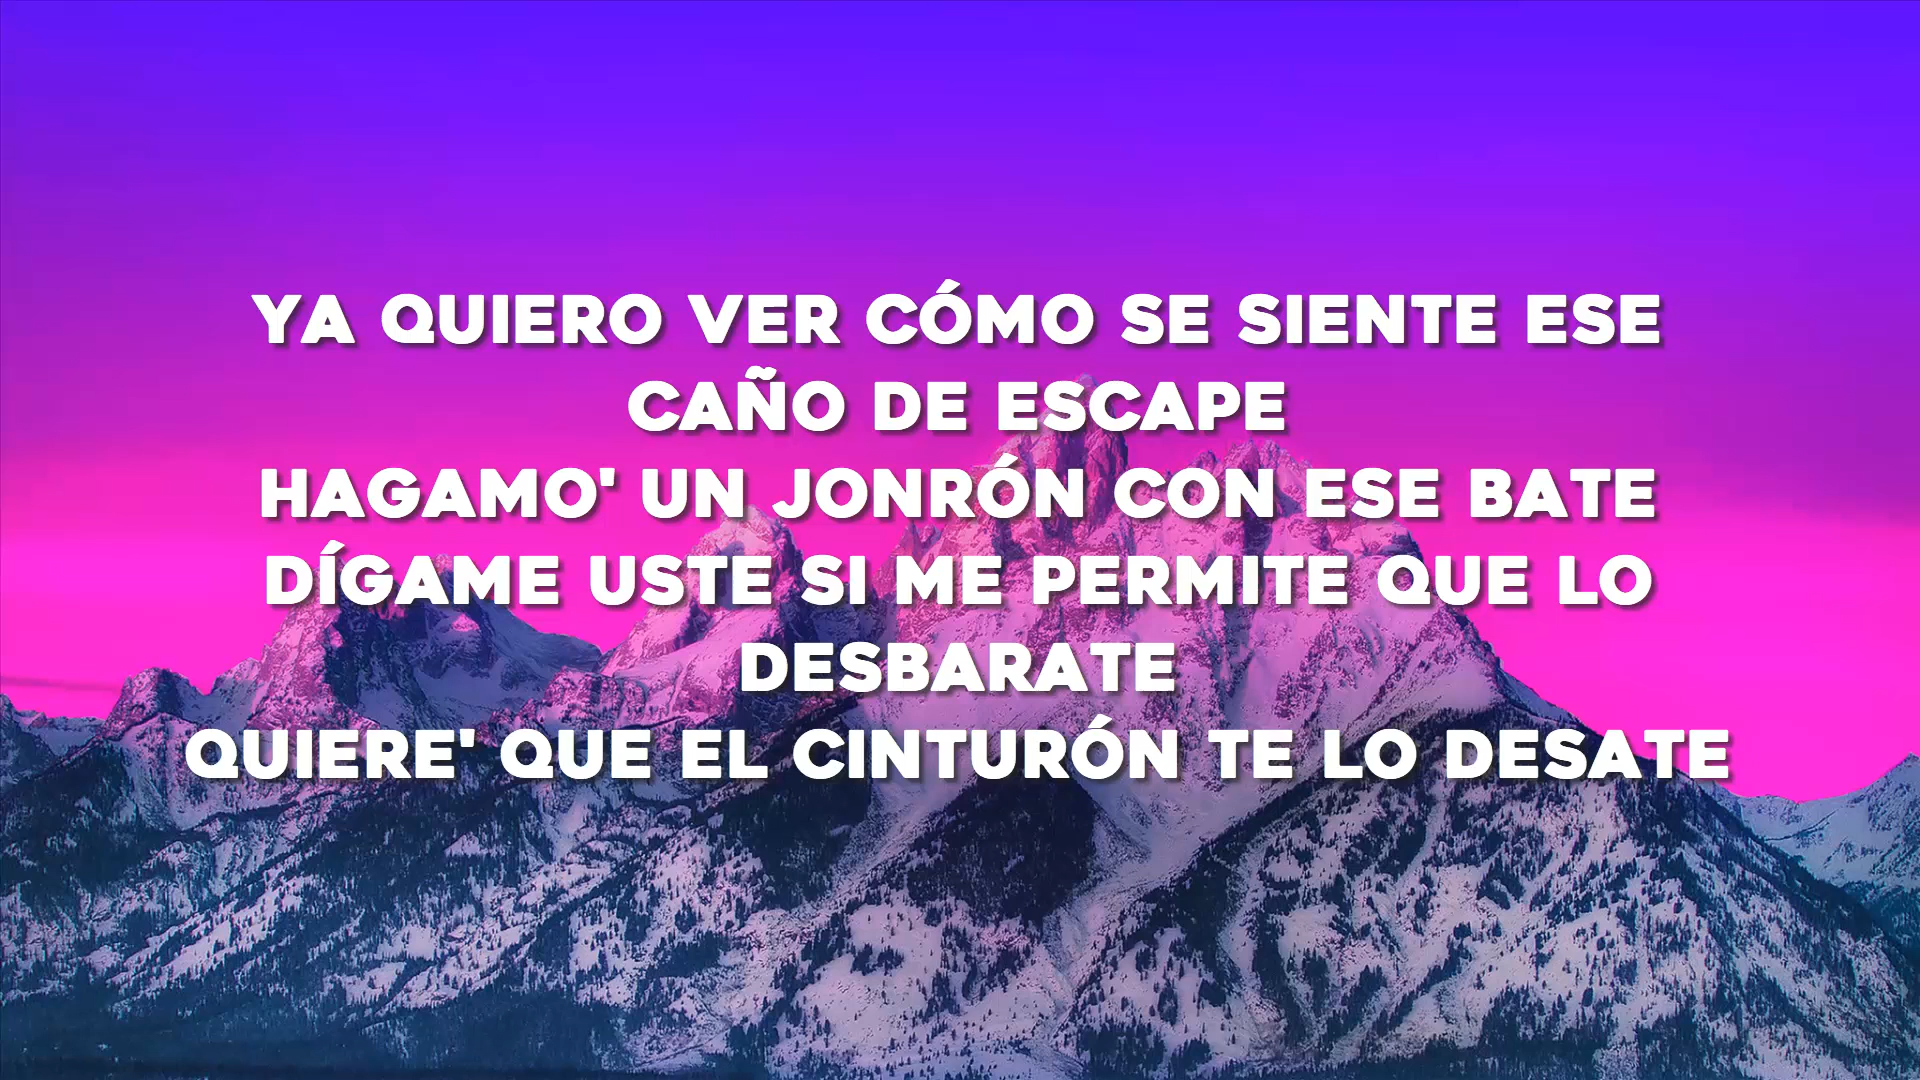 YA QUIERO VER CÓMO SE SIENTE ESE
CAÑO DE ESCAPE
HAGAMO' UN JONRÓN CON ESE BATE
DÍGAME USTE SI ME PERMITE QUE LO
DESBARATE
QUIERE' QUE EL CINTURÓN TE LO DESATE